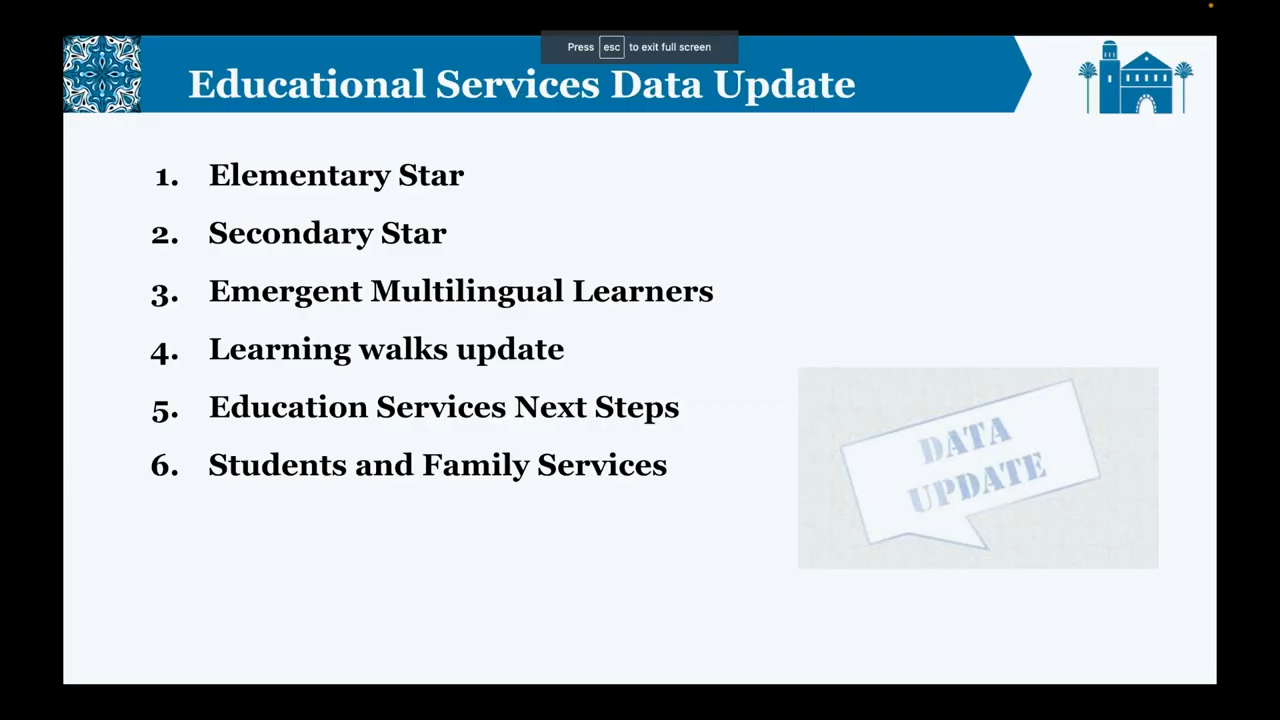 Press esc to exit full screen
Educational Services Data Update
1. Elementary Star
2. Secondary Star
3. Emergent Multilingual Learners
4. Learning walks update
5. Education Services Next Steps
6. Students and Family Services
DATA
UPDATE